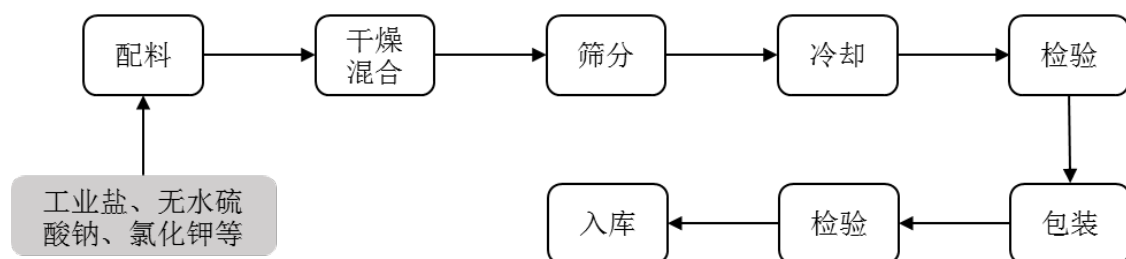 配料
干燥
混合
筛分
冷却
检验
工业盐、无水硫
酸钠、氯化钾等
入库
检验
包装